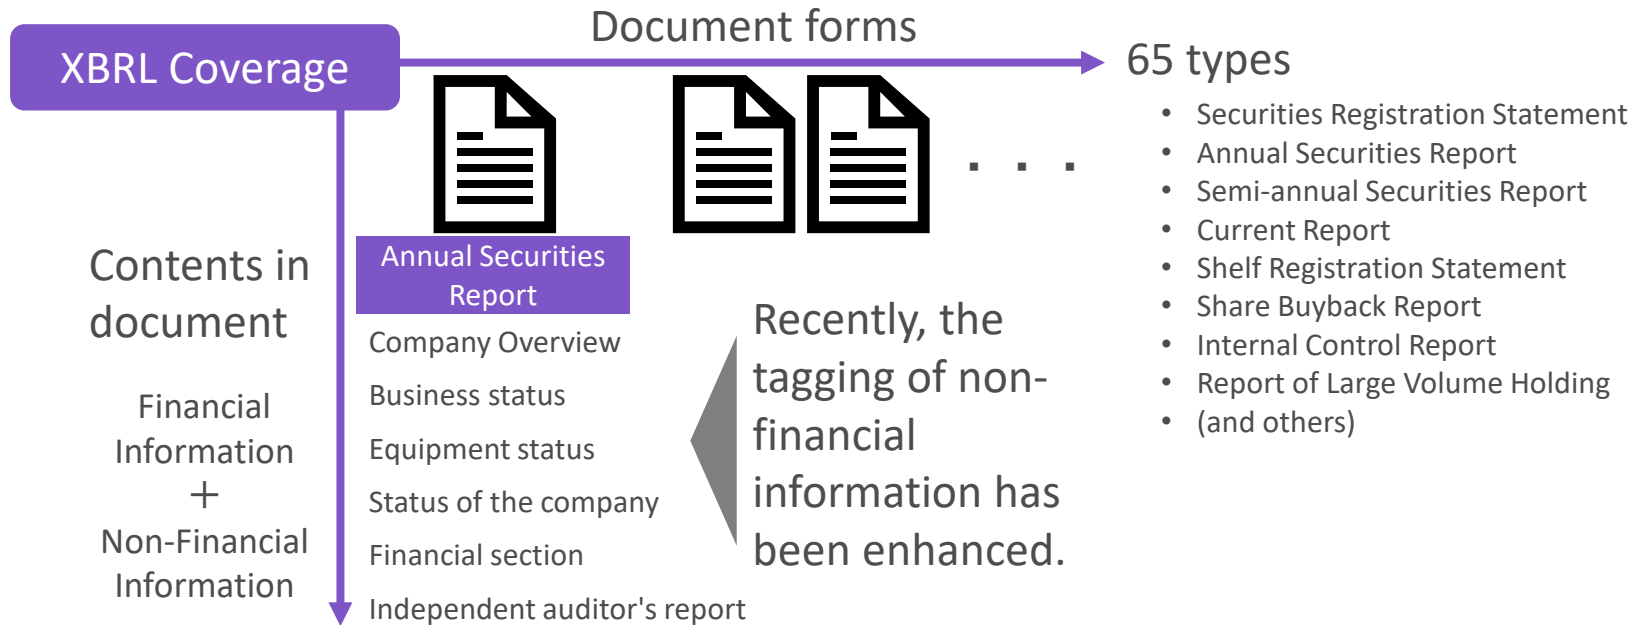 XBRL Coverage
Document forms
65 types
• Securities Registration Statement
• Annual Securities Report
• Semi-annual Securities Report
• Current Report
• Shelf Registration Statement
• Share Buyback Report
• Internal Control Report
• Report of Large Volume Holding
• (and others)
. . .
Contents in
document
Financial
Information
+
Non-Financial
Information
Annual Securities
Report
Company Overview
Business status
Equipment status
Status of the company
Financial section
Independent auditor's report
Recently, the
tagging of non-
financial
information has
been enhanced.